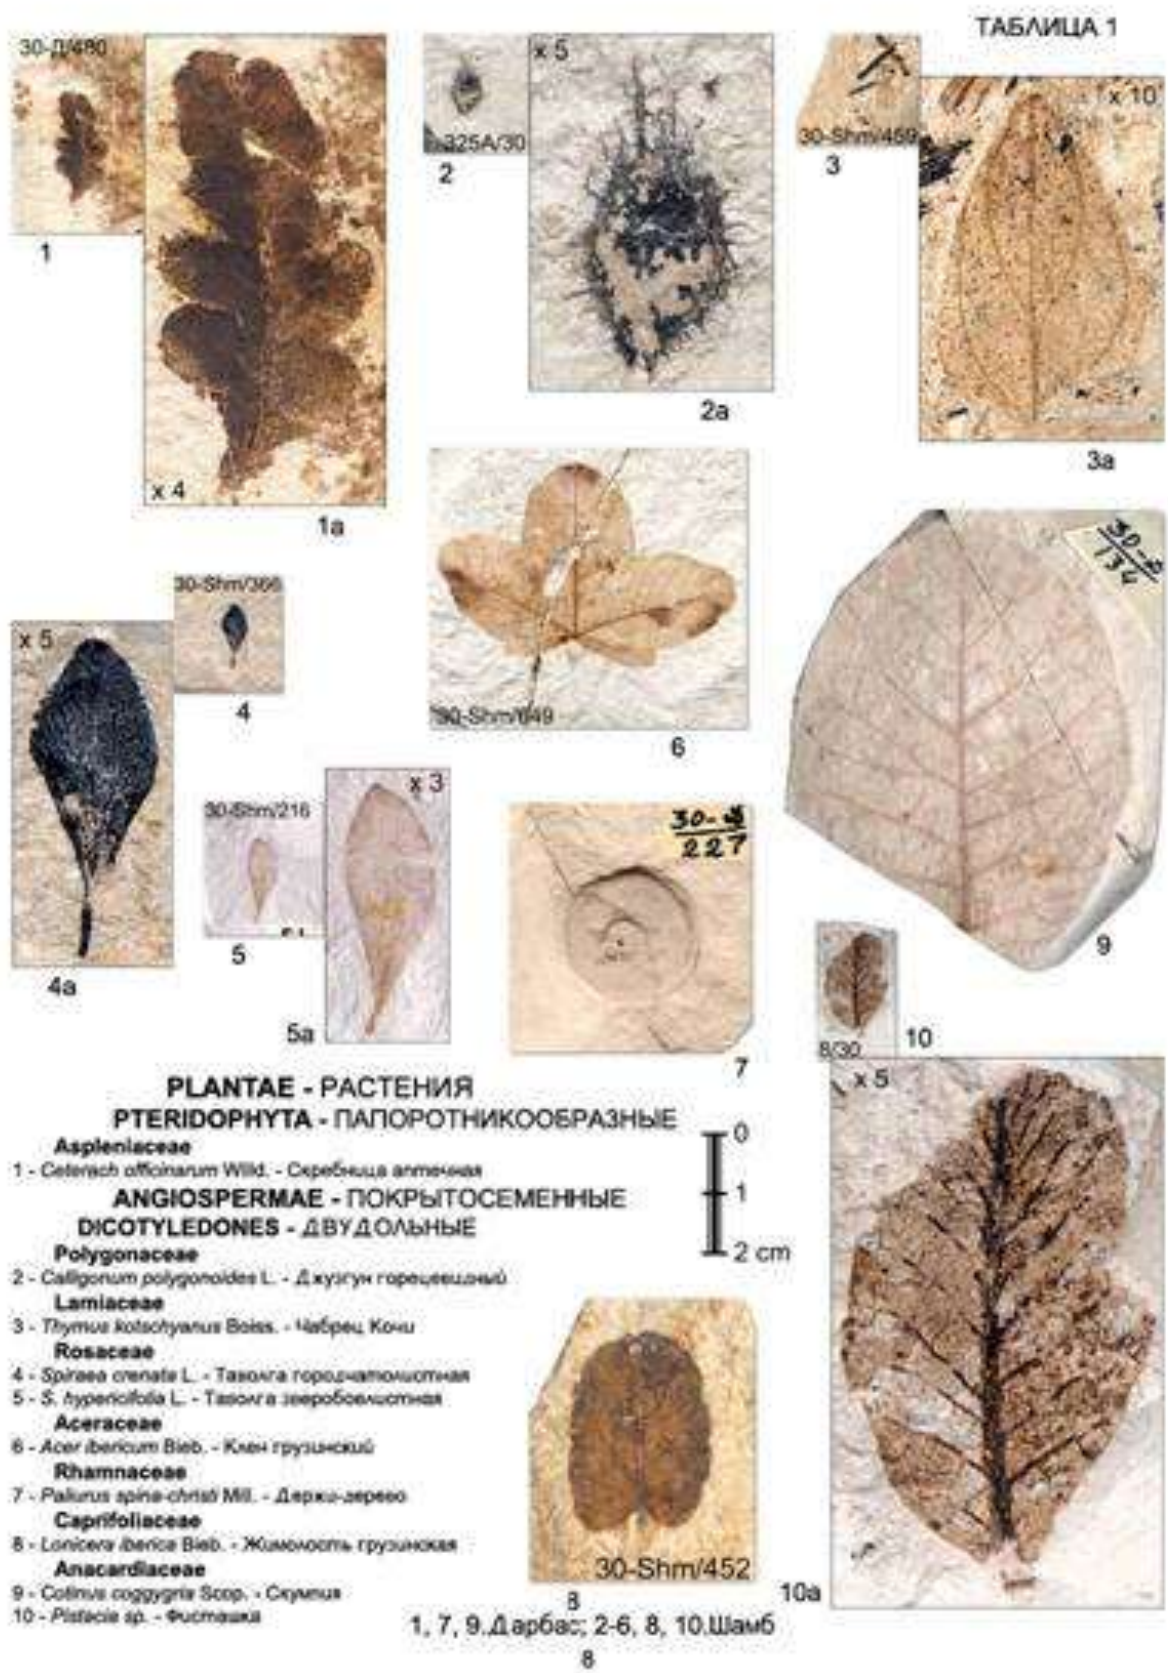 ТАБЛИЦА 1
30-Д/480
1
x 4
1a
325A/30
2
x 5
2a
30-Shm/459
3
x 10
3a
30-Shm/366
4
x 5
4a
30-Shm/216
5
x 3
5a
30-Shm/649
6
227
7
134
9
8/30
10
x 5
10a
PLANTAE - РАСТЕНИЯ
PTERIDOPHYTA - ПАПОРОТНИКООБРАЗНЫЕ
Aspleniaceae
1 - Ceterach officinarum Willd. - Скребница аптечная
ANGIOSPERMAE - ПОКРЫТОСЕМЕННЫЕ
DICOTYLEDONES - ДВУДОЛЬНЫЕ
Polygonaceae
2 - Calligonum polygonoides L. - Джузгун горецевидный
Lamiaceae
3 - Thymus kotschyanus Boiss. - Чабрец Кочи
Rosaceae
4 - Spiraea crenata L. - Таволга городчатолистная
5 - S. hypericifolia L. - Таволга зверобоелистная
Aceraceae
6 - Acer ibericum Bieb. - Клен грузинский
Rhamnaceae
7 - Paliurus spina-christi Mill. - Держи-дерево
Caprifoliaceae
8 - Lonicera iberica Bieb. - Жимолость грузинская
Anacardiaceae
9 - Cotinus coggygria Scop. - Скумпия
10 - Pistacia sp. - Фисташка
0
1
2 cm
30-Shm/452
8
1, 7, 9.Дарбас; 2-6, 8, 10.Шамб
8